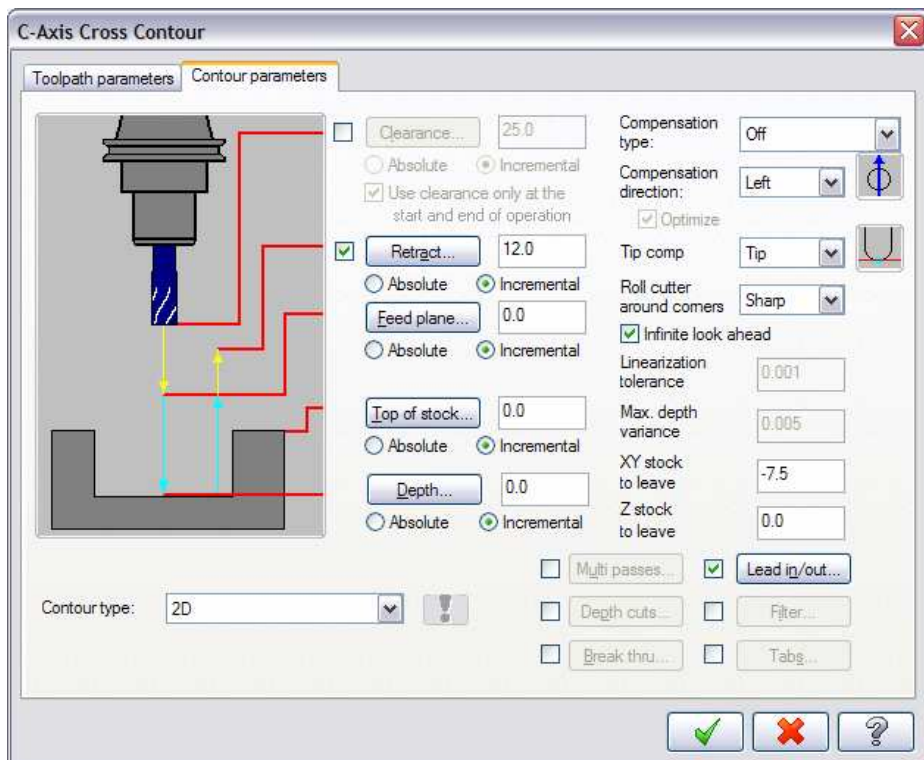 C-Axis Cross Contour
Toolpath parameters
Contour parameters
Clearance...
25.0
Absolute
Incremental
Use clearance only at the
start and end of operation
Retract...
12.0
Absolute
Incremental
Feed plane...
0.0
Absolute
Incremental
Top of stock...
0.0
Absolute
Incremental
Depth...
0.0
Absolute
Incremental
Compensation
type:
Off
Compensation
direction:
Left
Optimize
Tip comp
Tip
Roll cutter
around corners
Sharp
Infinite look ahead
Linearization
tolerance
0.001
Max. depth
variance
0.005
XY stock
to leave
-7.5
Z stock
to leave
0.0
Contour type:
2D
Multi passes...
Lead in/out...
Depth cuts...
Filter...
Break thru...
Tabs...